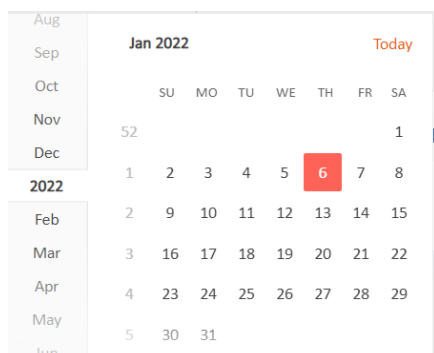 Aug
Sep
Oct
Nov
Dec
2022
Feb
Mar
Apr
May
Jun
Jan 2022 Today
SU MO TU WE TH FR SA
52 1
1 2 3 4 5 6 7 8
2 9 10 11 12 13 14 15
3 16 17 18 19 20 21 22
4 23 24 25 26 27 28 29
5 30 31